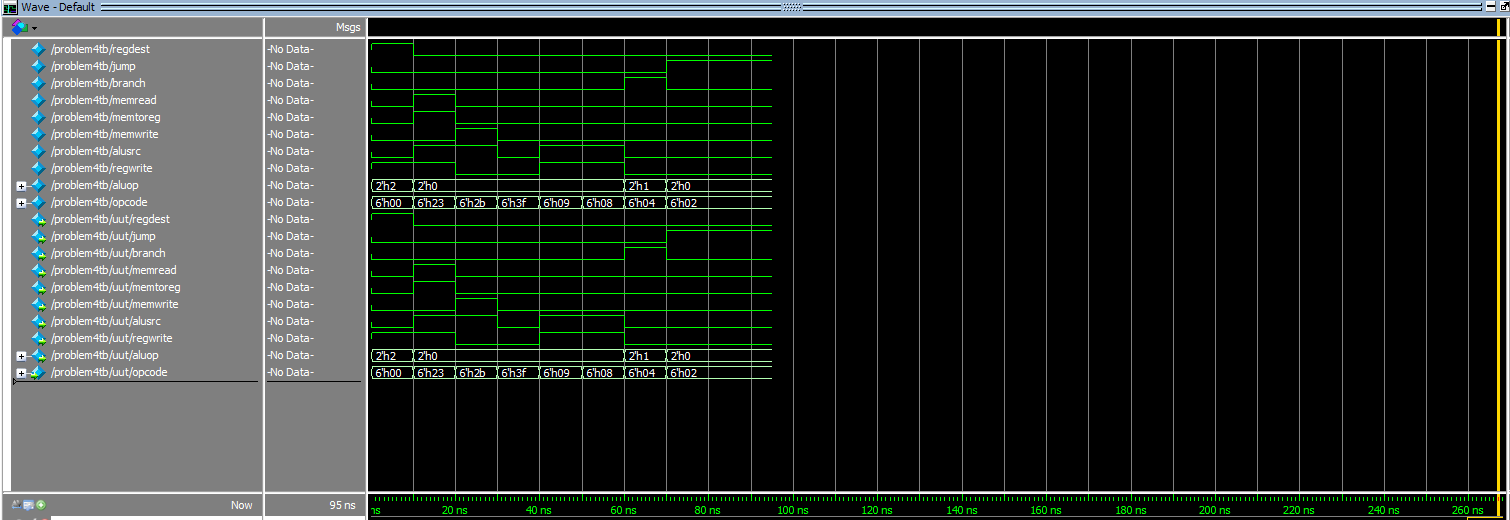 Wave - Default
Msgs
/problem4tb/regdest -No Data-
/problem4tb/jump -No Data-
/problem4tb/branch -No Data-
/problem4tb/memread -No Data-
/problem4tb/memtoreg -No Data-
/problem4tb/memwrite -No Data-
/problem4tb/alusrc -No Data-
/problem4tb/regwrite -No Data-
/problem4tb/aluop -No Data- 2'h2 2'h0 2'h1 2'h0
/problem4tb/opcode -No Data- 6'h00 6'h23 6'h2b 6'h3f 6'h09 6'h08 6'h04 6'h02
/problem4tb/uut/regdest -No Data-
/problem4tb/uut/jump -No Data-
/problem4tb/uut/branch -No Data-
/problem4tb/uut/memread -No Data-
/problem4tb/uut/memtoreg -No Data-
/problem4tb/uut/memwrite -No Data-
/problem4tb/uut/alusrc -No Data-
/problem4tb/uut/regwrite -No Data-
/problem4tb/uut/aluop -No Data- 2'h2 2'h0 2'h1 2'h0
/problem4tb/uut/opcode -No Data- 6'h00 6'h23 6'h2b 6'h3f 6'h09 6'h08 6'h04 6'h02
Now 95 ns ns 20 ns 40 ns 60 ns 80 ns 100 ns 120 ns 140 ns 160 ns 180 ns 200 ns 220 ns 240 ns 260 ns